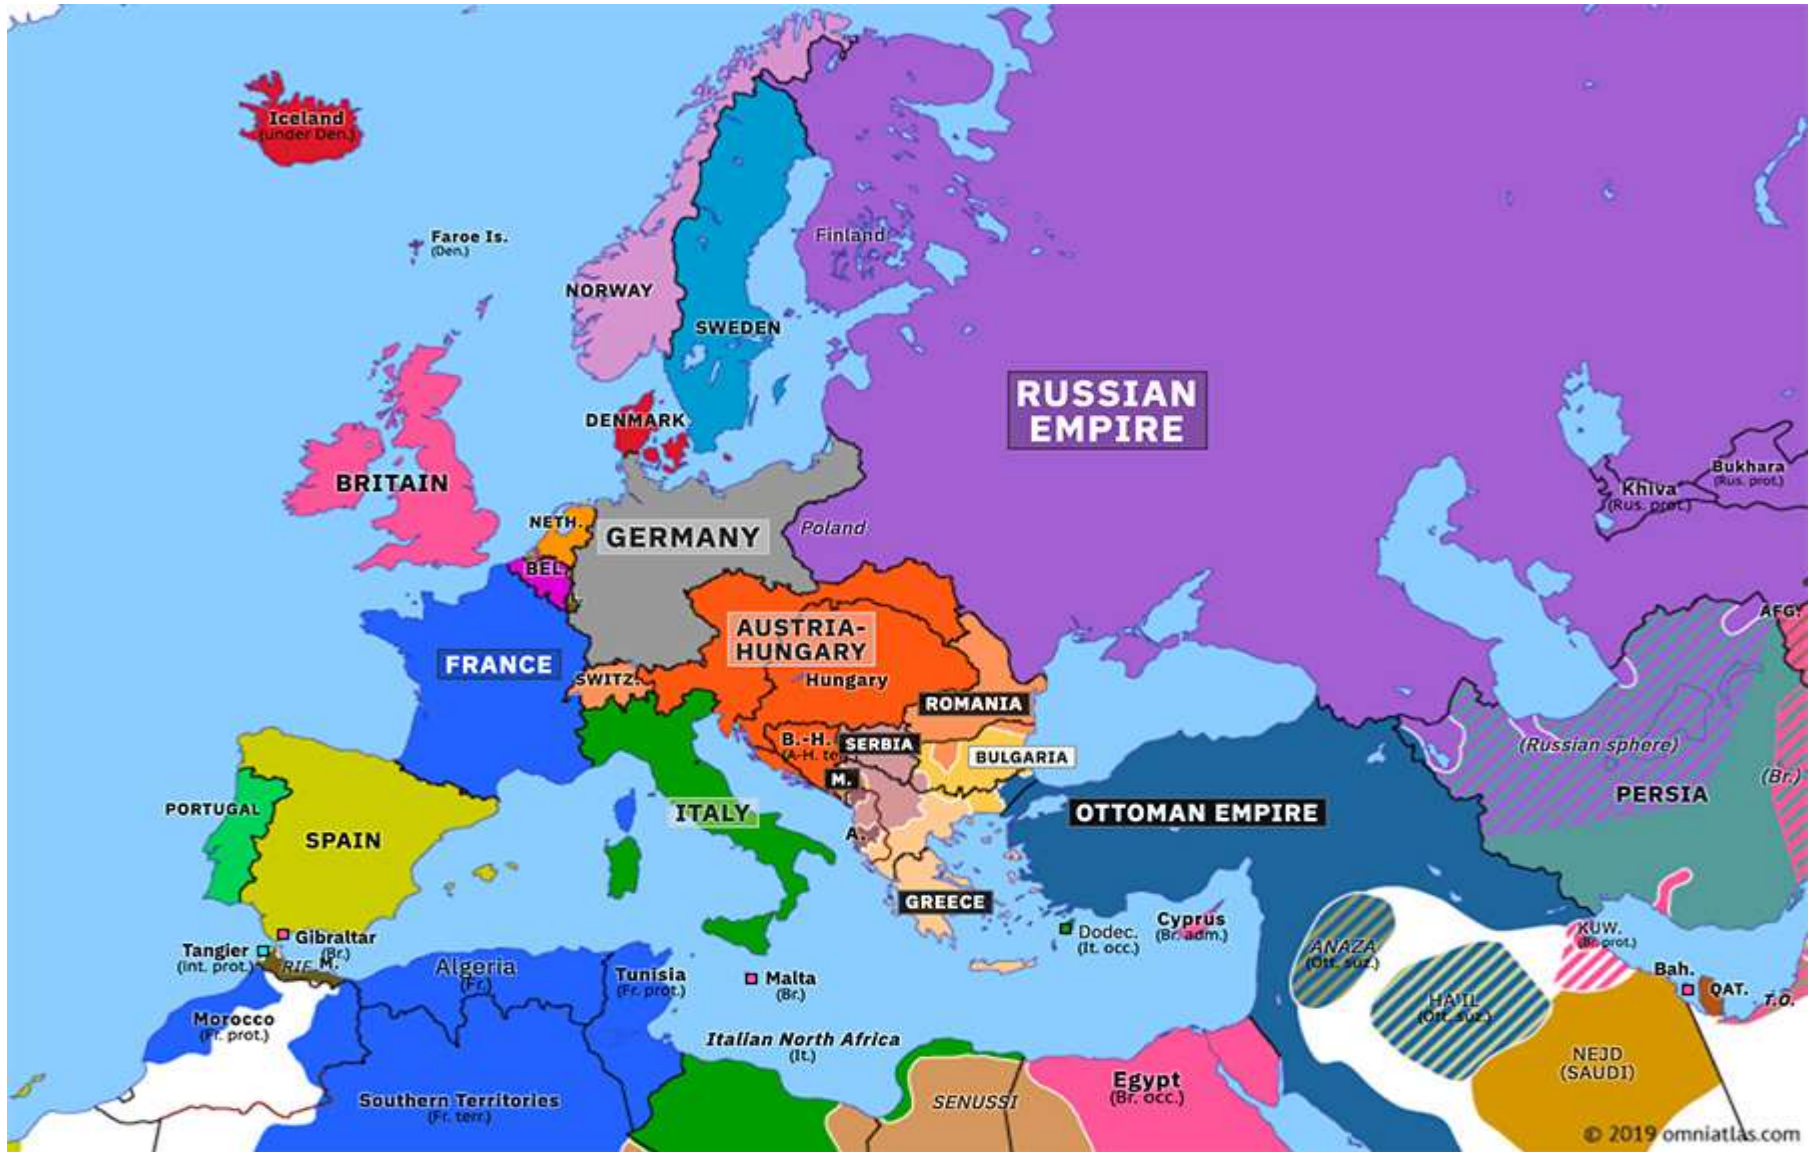 Iceland
(under Den.)
Faroe Is.
(Den.)
Finland
NORWAY
SWEDEN
RUSSIAN
EMPIRE
DENMARK
BRITAIN
Bukhara
(Rus. prot.)
Khiva
(Rus. prot.)
NETH.
GERMANY
Poland
BEL.
L.
AFG.
AUSTRIA-
HUNGARY
FRANCE
SWITZ.
Hungary
ROMANIA
B.-H.
(A-H. te
SERBIA
BULGARIA
(Russian sphere)
(Br.)
M.
PERSIA
PORTUGAL
ITALY
OTTOMAN EMPIRE
SPAIN
A.
GREECE
Cyprus
(Br. adm.)
Dodec.
(It. occ.)
Gibraltar
(Br.)
Tangier
(Int. prot.)
RIF
M.
Algeria
(Fr.)
Tunisia
(Fr. prot.)
Malta
(Br.)
ANAZA
(Ott. suz.)
KUW.
(Br. prot.)
Bah.
QAT.
T.O.
HA'IL
(Ott. suz.)
Morocco
(Fr. prot.)
Italian North Africa
(It.)
NEJD
(SAUDI)
Egypt
(Br. occ.)
Southern Territories
(Fr. terr.)
SENUSSI
© 2019 omniatlas.com